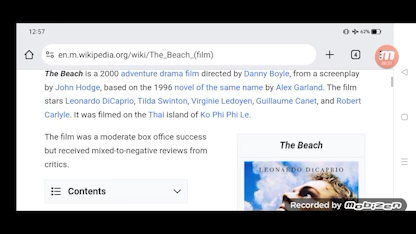 12:57
62%
en.m.wikipedia.org/wiki/The_Beach_(film)
4
The Beach is a 2000 adventure drama film directed by Danny Boyle, from a screenplay
by John Hodge, based on the 1996 novel of the same name by Alex Garland. The film
stars Leonardo DiCaprio, Tilda Swinton, Virginie Ledoyen, Guillaume Canet, and Robert
Carlyle. It was filmed on the Thai island of Ko Phi Phi Le.
The film was a moderate box office success
but received mixed-to-negative reviews from
critics.
Contents
The Beach
LEONARDO DICAPRIO
Recorded by mobizen